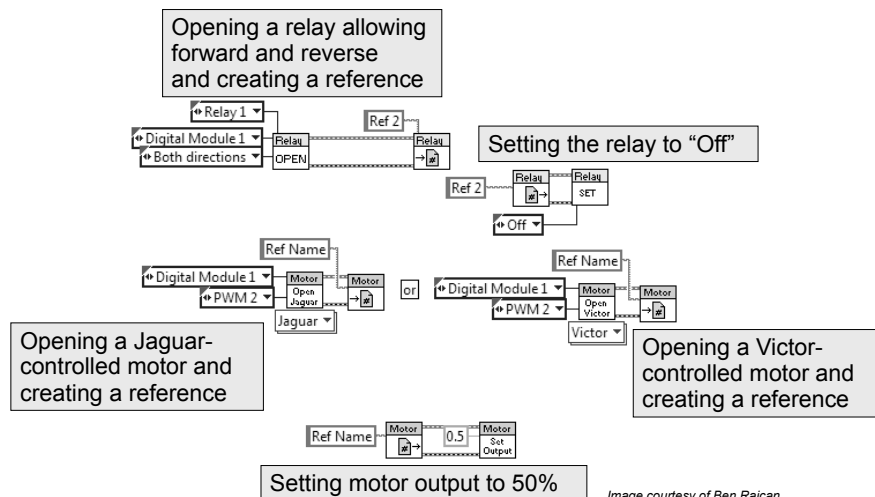 Opening a relay allowing
forward and reverse
and creating a reference
Relay 1
Ref 2
Digital Module 1
Relay
Relay
Both directions
OPEN
#
Setting the relay to “Off”
Relay
Relay
Ref 2
#
SET
Off
Ref Name
Digital Module 1
Motor
Motor
PWM 2
Open
Jaguar
#
Jaguar
or
Ref Name
Digital Module 1
Motor
Motor
PWM 2
Open
Victor
#
Victor
Opening a Jaguar-
controlled motor and
creating a reference
Opening a Victor-
controlled motor and
creating a reference
Motor
Motor
Ref Name
#
0.5
Set
Output
Setting motor output to 50%
Image courtesy of Ben Raican